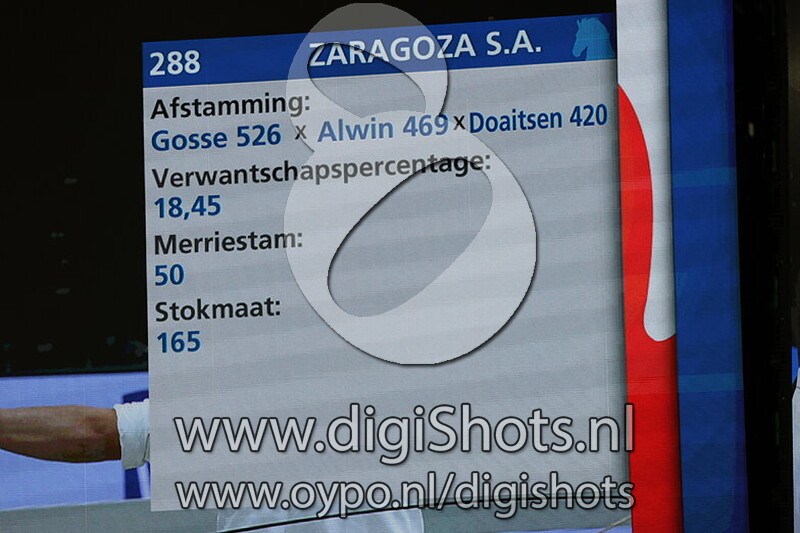 288 ZARAGOZA S.A.
Afstamming:
Gosse 526 x Alwin 469 x Doaitsen 420
Verwantschapspercentage:
18,45
Merriestam:
50
Stokmaat:
165
www.digiShots.nl
www.oypo.nl/digishots